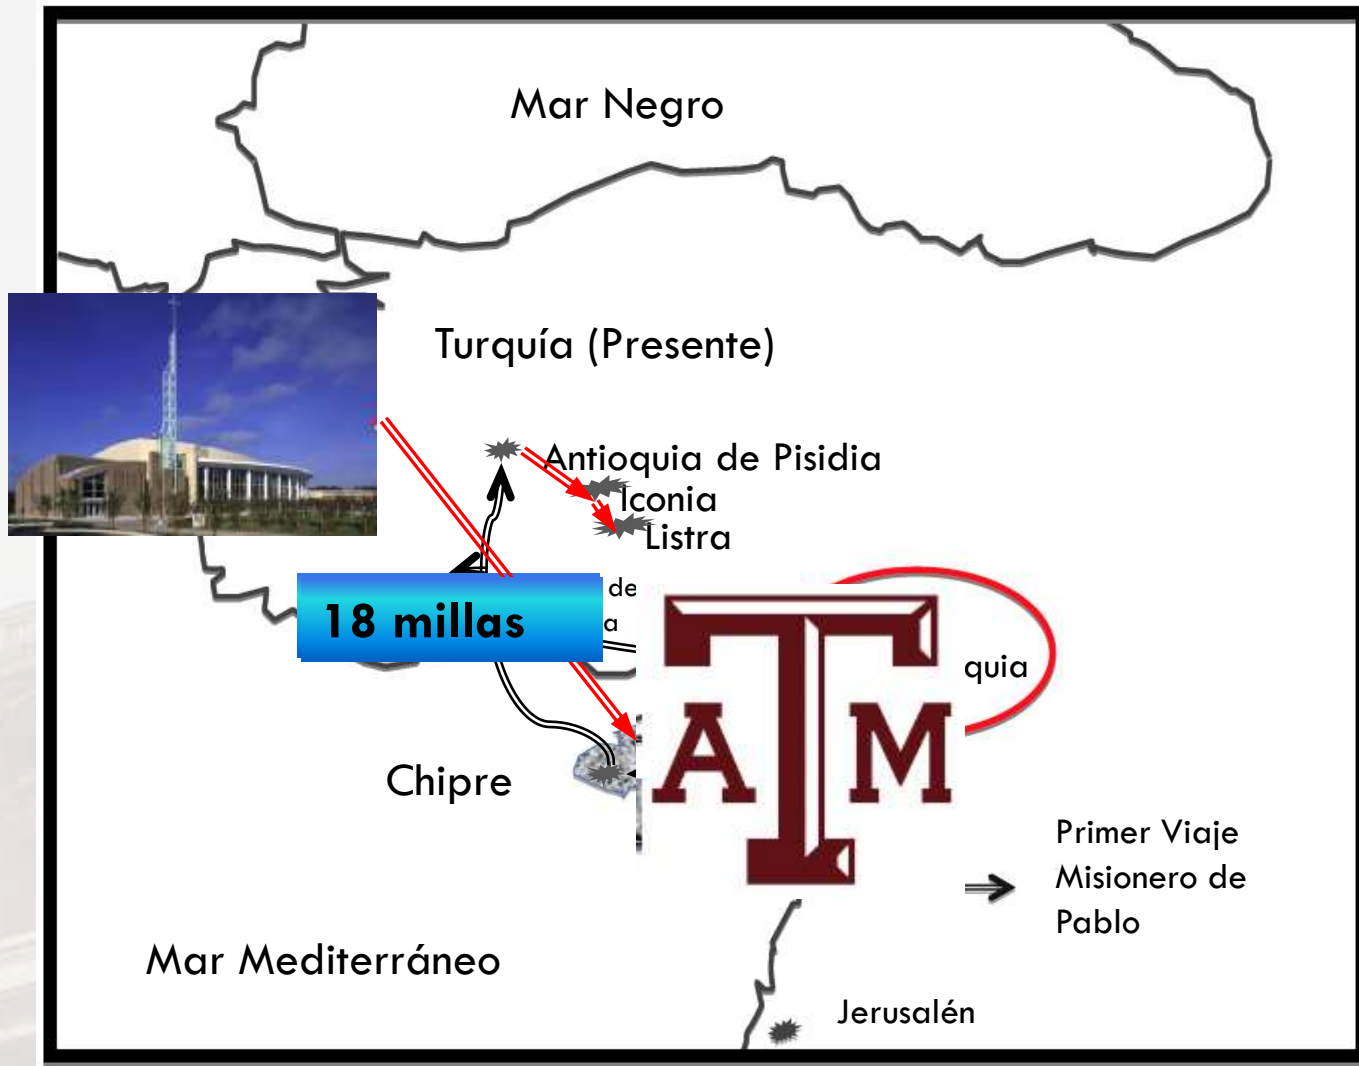 Mar Negro
Turquía (Presente)
Antioquia de Pisidia
Iconia
Listra
de
18 millas
a
quia
ATM
Chipre
Primer Viaje
Misionero de
Pablo
Mar Mediterráneo
Jerusalén